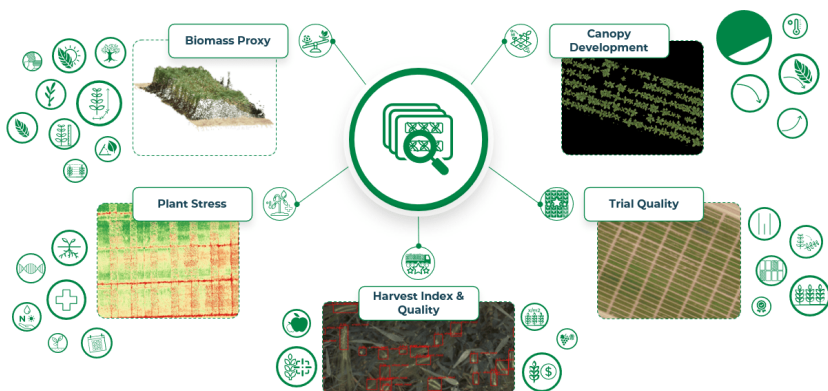 Biomass Proxy
Canopy
Development
Plant Stress
Trial Quality
Harvest Index &
Quality
N
$